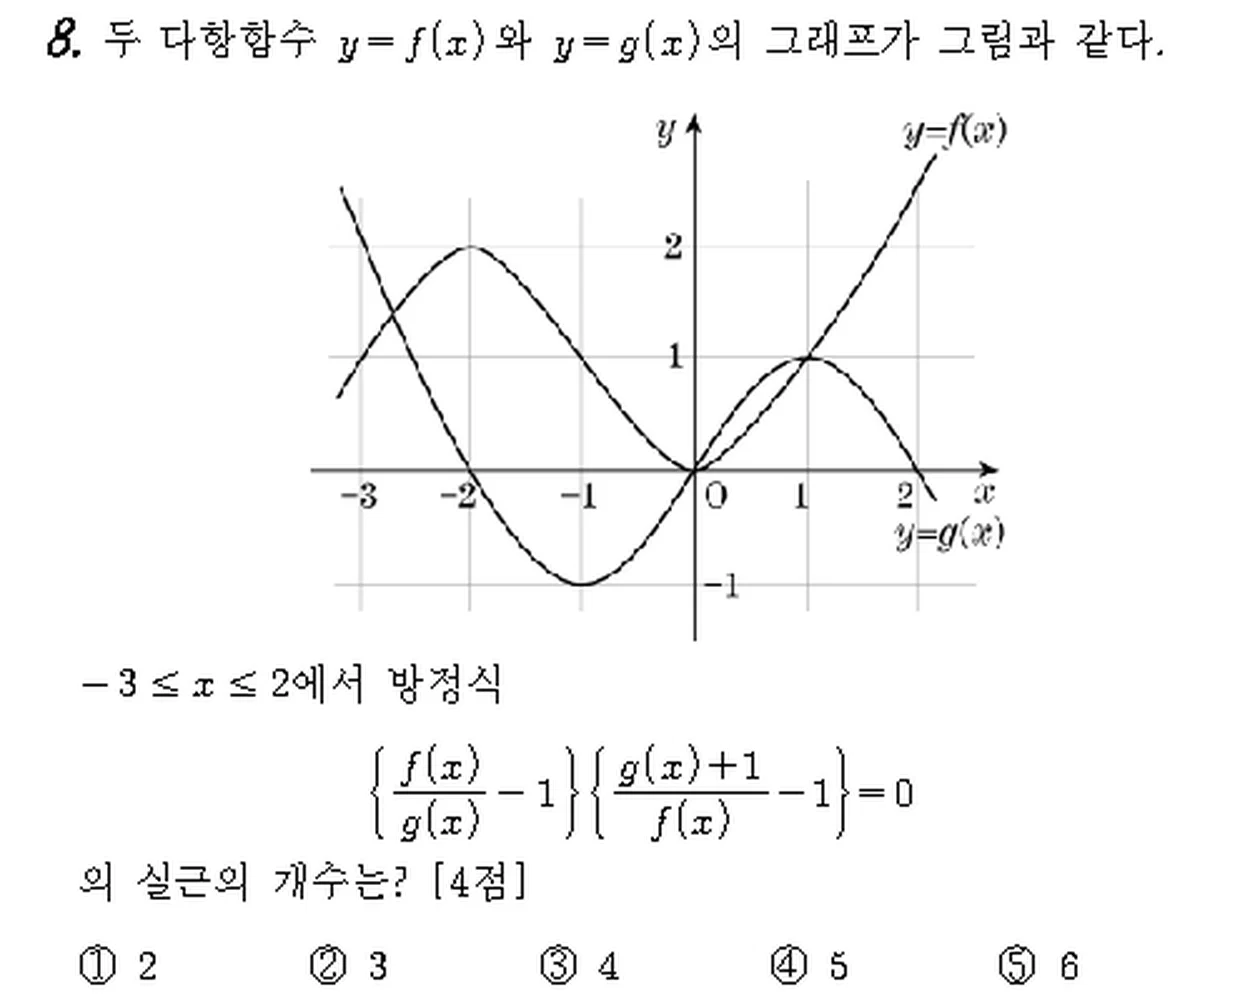 8. 두 다항함수 y=f(x)와 y=g(x)의 그래프가 그림과 같다.
y
y=f(x)
2
1
-3 -2 -1 O 1 2 x
y=g(x)
-1
-3 ≤ x ≤ 2에서 방정식
{f(x)/g(x) - 1}{(g(x)+1)/f(x) - 1} = 0
의 실근의 개수는? [4점]
① 2 ② 3 ③ 4 ④ 5 ⑤ 6